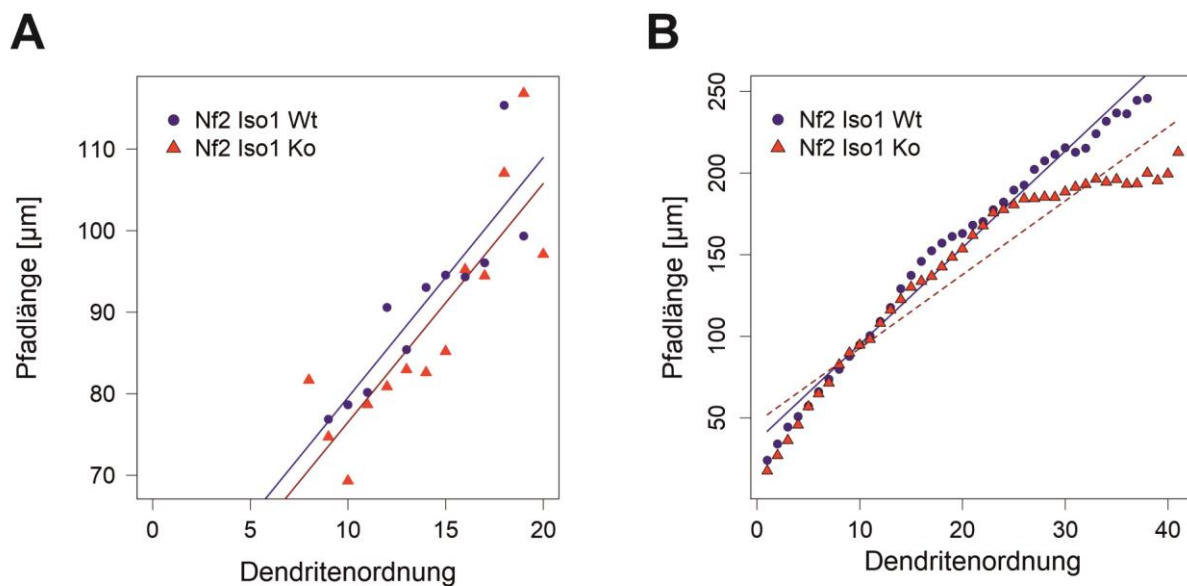 A
Nf2 Iso1 Wt
Nf2 Iso1 Ko
Pfadlänge [µm]
110
100
90
80
70
0 5 10 15 20
Dendritenordnung
B
Nf2 Iso1 Wt
Nf2 Iso1 Ko
Pfadlänge [µm]
250
200
150
100
50
0 10 20 30 40
Dendritenordnung